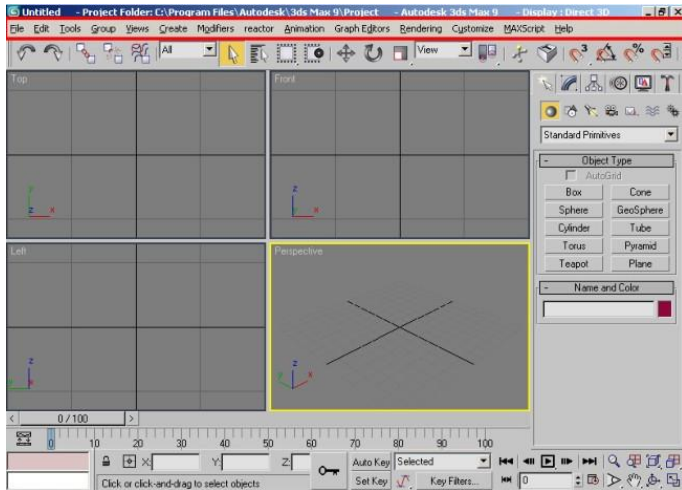 Untitled - Project Folder: C:\Program Files\Autodesk\3ds Max 9\Project - Autodesk 3ds Max 9 - Display : Direct 3D
File Edit Tools Group Views Create Modifiers reactor Animation Graph Editors Rendering Customize MAXScript Help
All View 3 %
Top Front
Standard Primitives
- Object Type
AutoGrid
Box Cone
Sphere GeoSphere
Cylinder Tube
Torus Pyramid
Teapot Plane
- Name and Color
y
z x
z
x
Left Perspective
z
y x
z
y x
< 0 / 100 >
0 10 20 30 40 50 60 70 80 90 100
X: Y: Z: Auto Key Selected
Click or click-and-drag to select objects Set Key Key Filters... 0